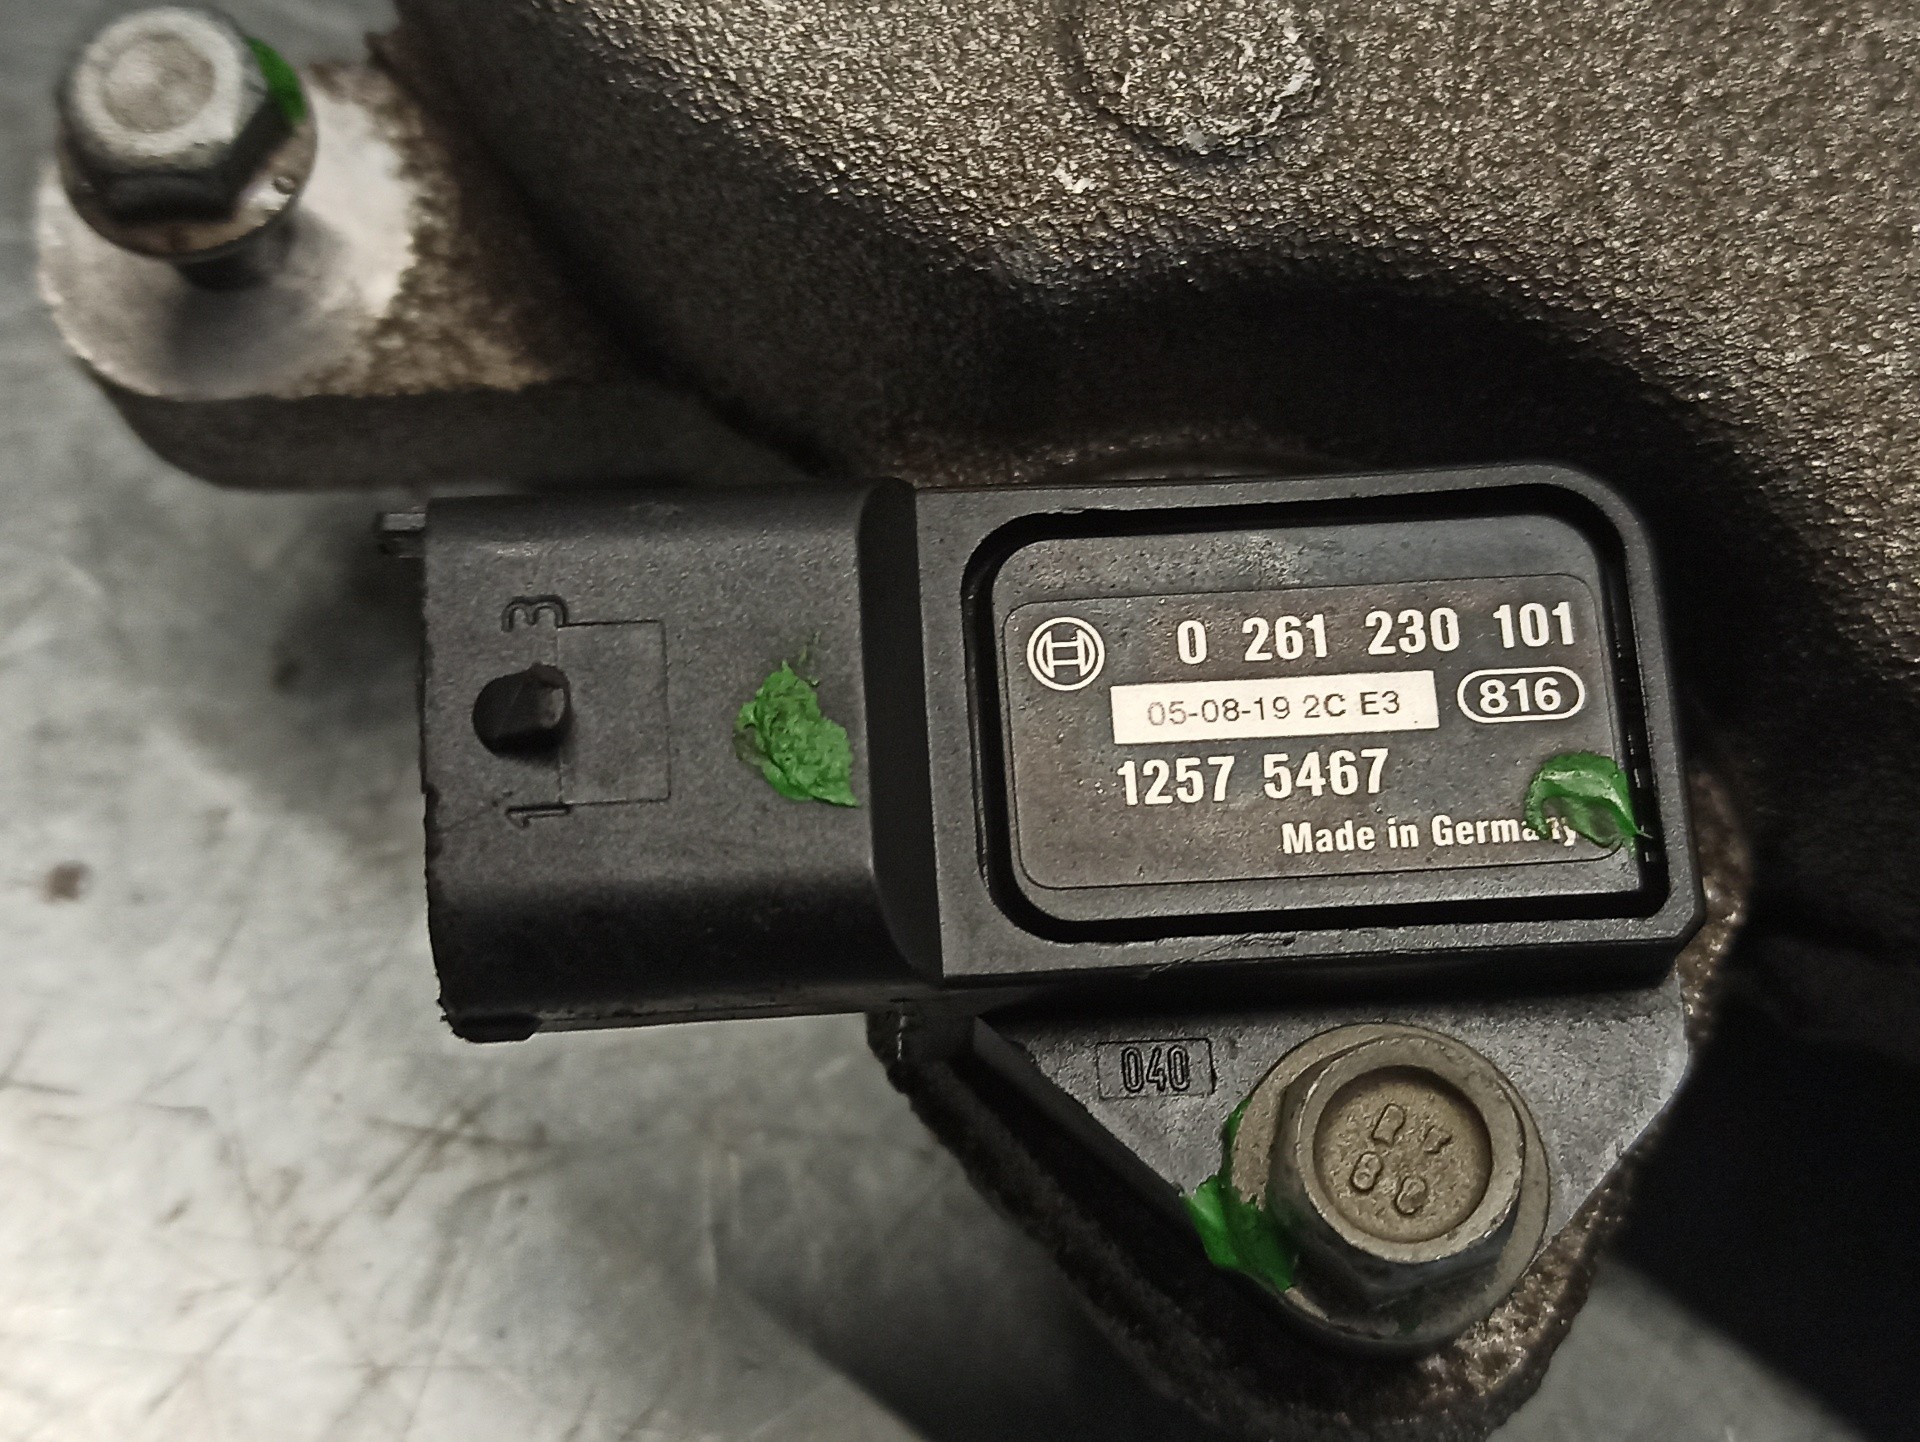 3
1
0 261 230 101
05-08-19 2C E3
816
1257 5467
Made in Germany
040